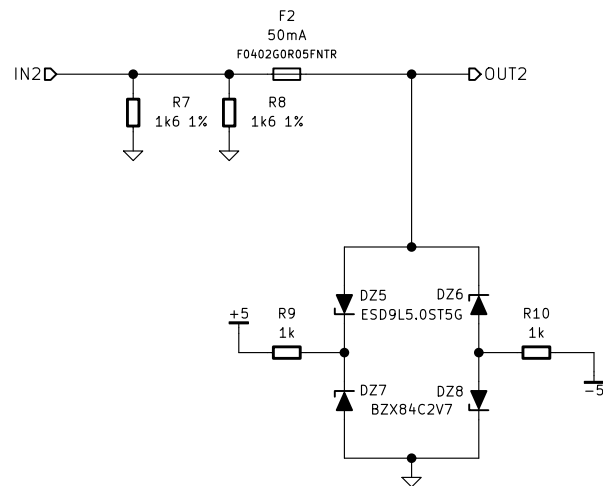 F2
50mA
F0402G0R05FNTR
IN2
OUT2
R7
1k6 1%
R8
1k6 1%
DZ5
DZ6
ESD9L5.0ST5G
+5
R9
1k
R10
1k
-5
DZ7
DZ8
BZX84C2V7